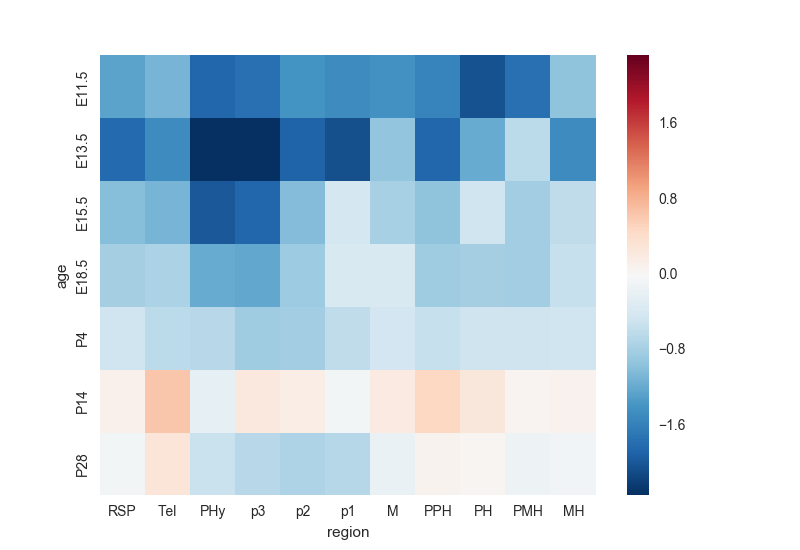 E11.5
E13.5
E15.5
E18.5
P4
P14
P28
age
RSP Tel PHy p3 p2 p1 M PPH PH PMH MH
region
1.6
0.8
0.0
−0.8
−1.6